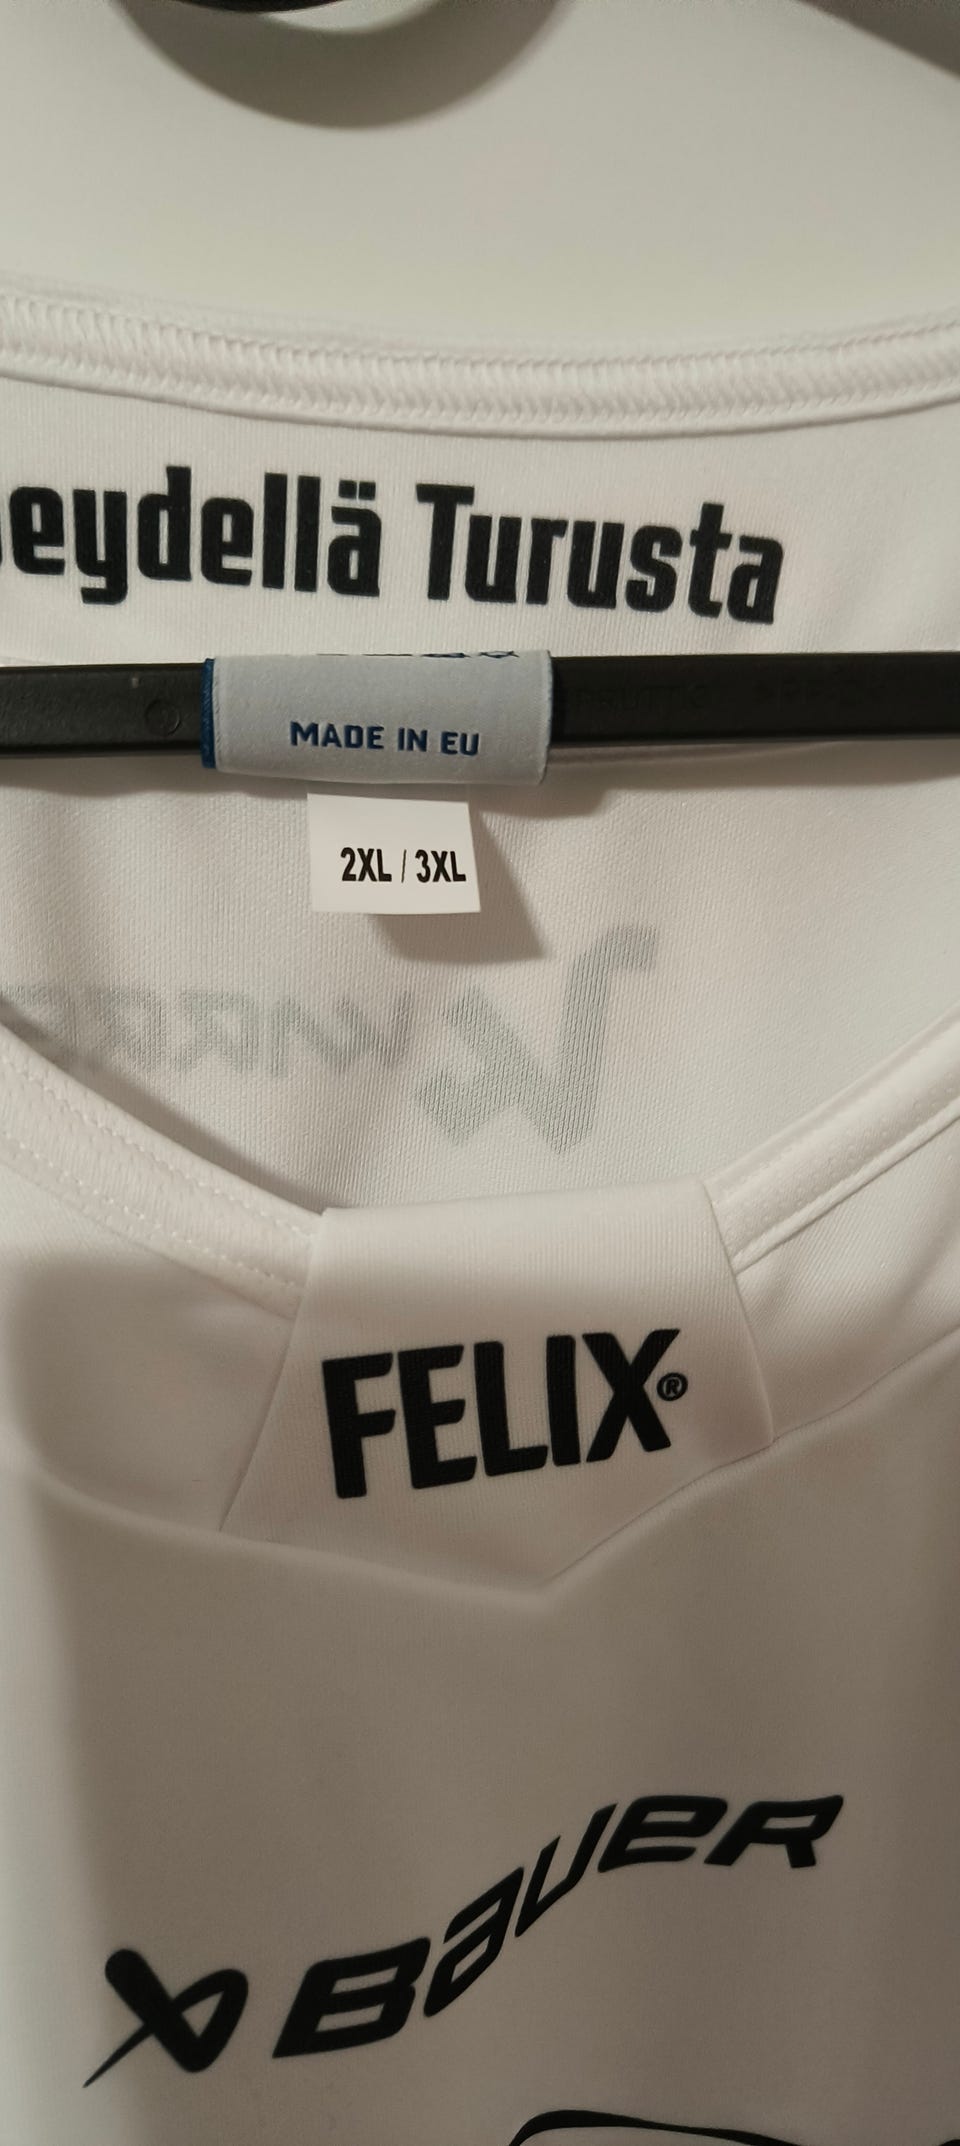 eydellä Turusta
MADE IN EU
2XL / 3XL
FELIX®
BAUER